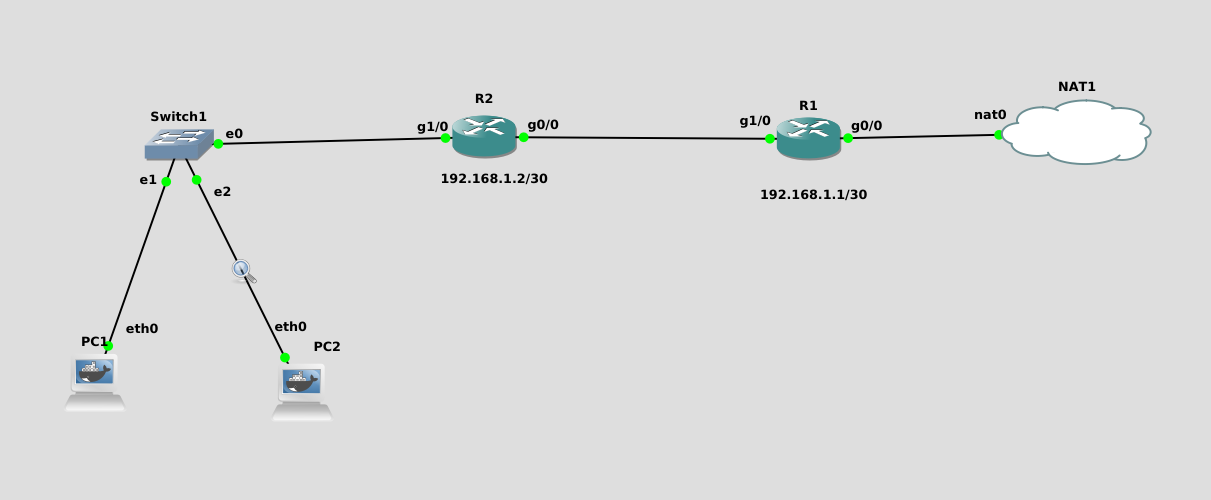 NAT1
R2
R1
Switch1
nat0
e0
g1/0
g0/0
g1/0
g0/0
e1
e2
192.168.1.2/30
192.168.1.1/30
eth0
eth0
PC1
PC2